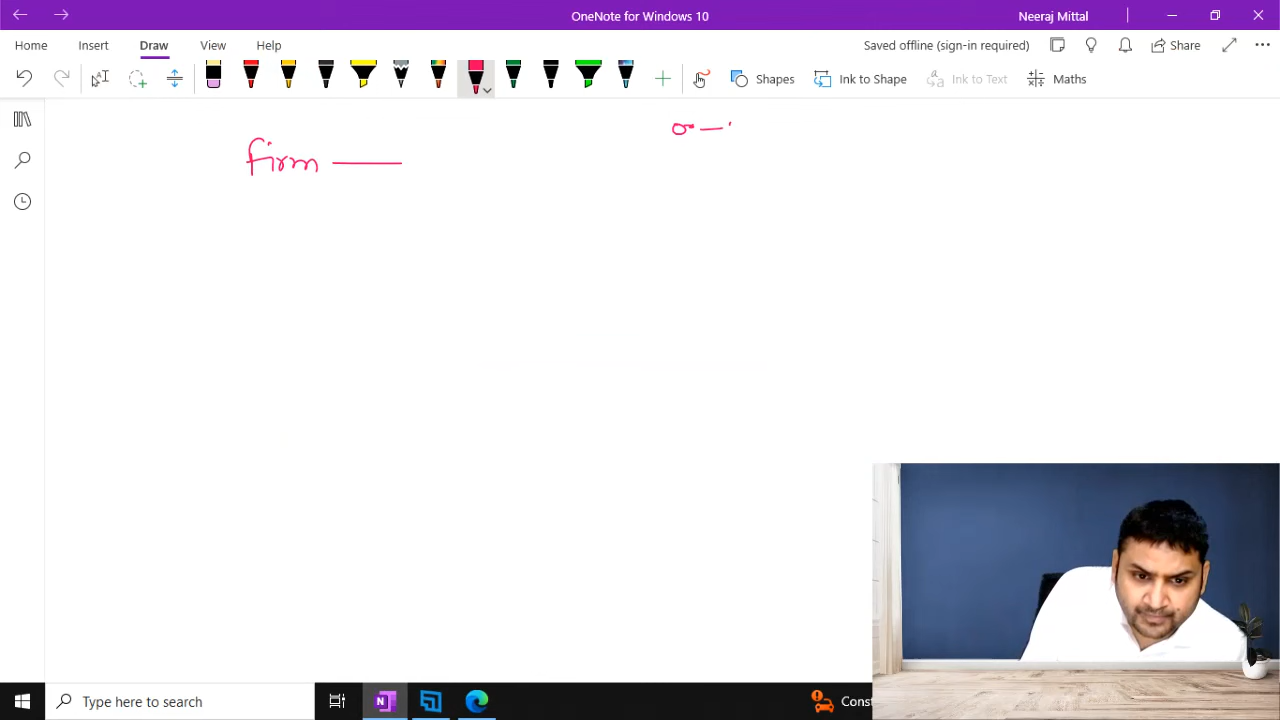 OneNote for Windows 10
Neeraj Mittal
Home Insert Draw View Help
Saved offline (sign-in required)
Share
Shapes
Ink to Shape
Ink to Text
Maths
Firm
Type here to search
Const